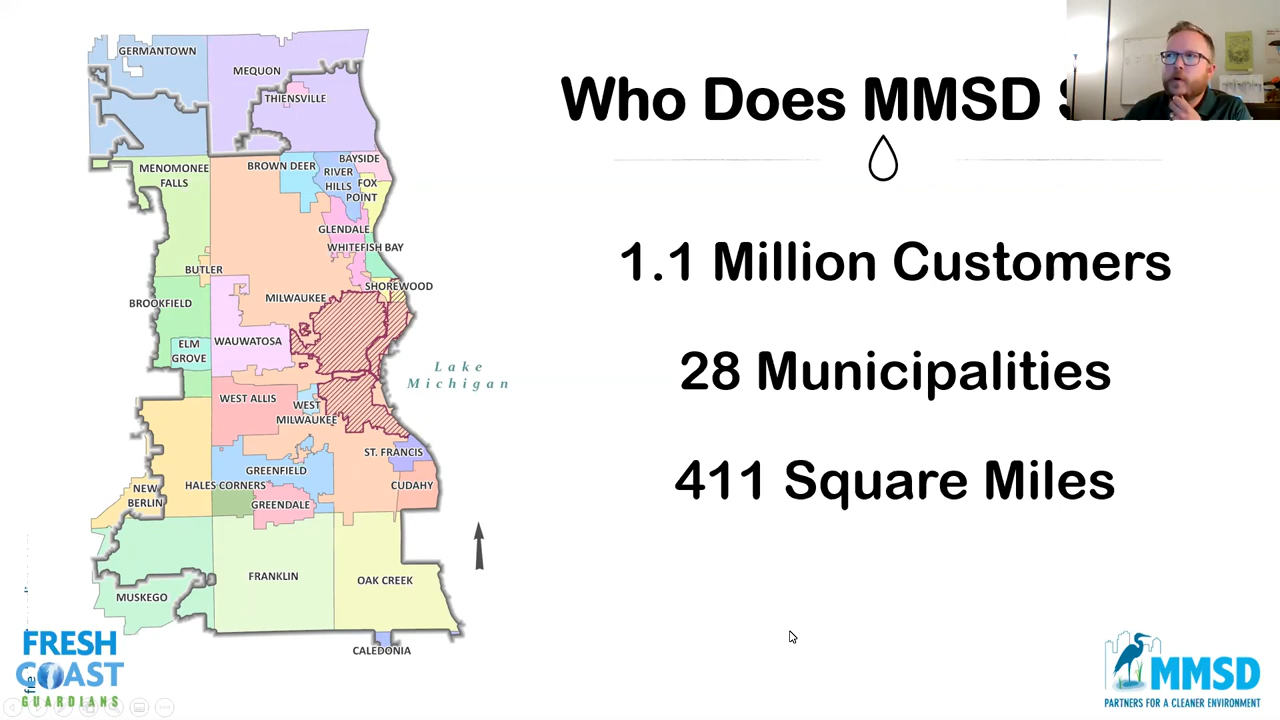 GERMANTOWN
MEQUON
THIENSVILLE
MENOMONEE
FALLS
BROWN DEER
BAYSIDE
RIVER
HILLS
FOX
POINT
GLENDALE
WHITEFISH BAY
BUTLER
SHOREWOOD
BROOKFIELD
MILWAUKEE
ELM
GROVE
WAUWATOSA
Lake
Michigan
WEST ALLIS
WEST
MILWAUKEE
ST. FRANCIS
GREENFIELD
HALES CORNERS
CUDAHY
NEW
BERLIN
GREENDALE
FRANKLIN
OAK CREEK
MUSKEGO
CALEDONIA
Who Does MMSD
1.1 Million Customers
28 Municipalities
411 Square Miles
FRESH
COAST
GUARDIANS
MMSD
PARTNERS FOR A CLEANER ENVIRONMENT